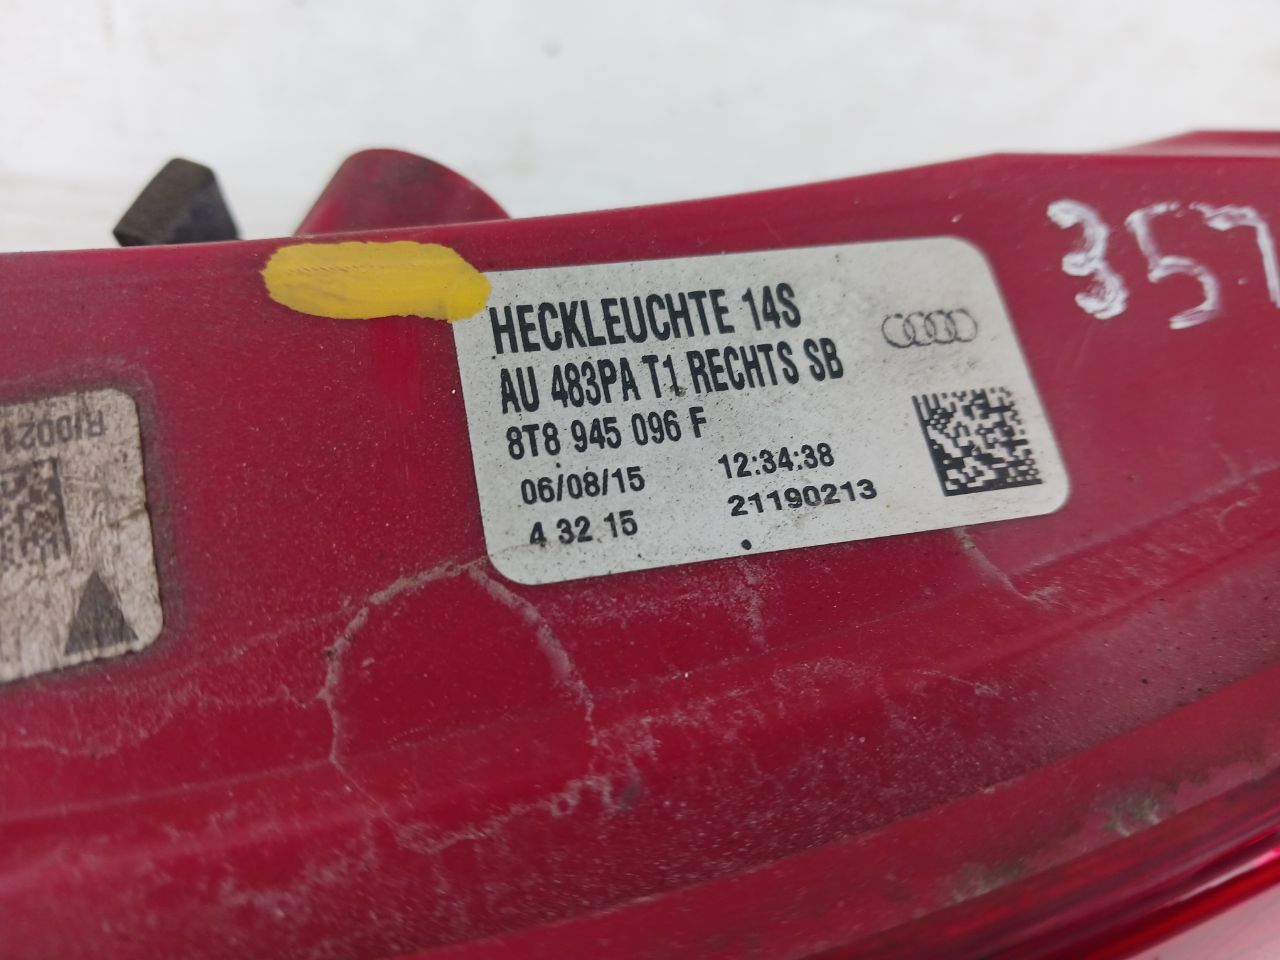 HECKLEUCHTE 14S
AU 483PA T1 RECHTS SB
8T8 945 096 F
06/08/15 12:34:38
4 32 15 21190213
357